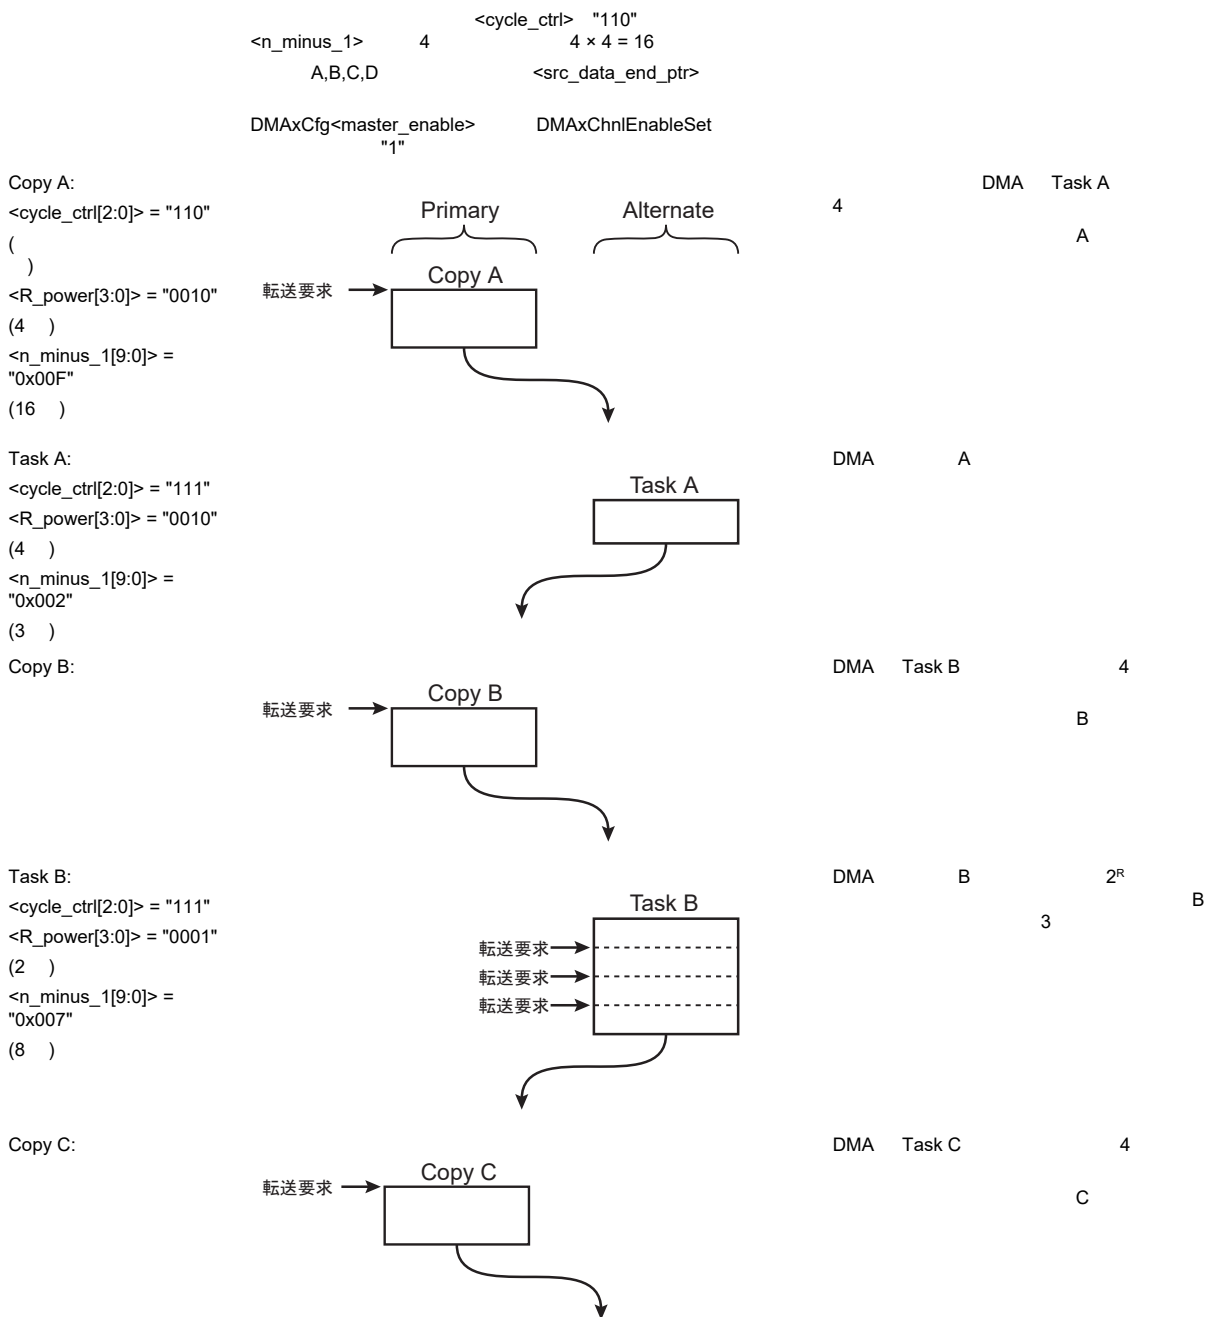 <cycle_ctrl> "110"
<n_minus_1> 4 4 × 4 = 16
A,B,C,D <src_data_end_ptr>
DMAxCfg<master_enable> DMAxChnlEnableSet
"1"
Copy A:
<cycle_ctrl[2:0]> = "110"
(
)
<R_power[3:0]> = "0010"
(4 )
<n_minus_1[9:0]> =
"0x00F"
(16 )
Primary Alternate
Copy A
転送要求
DMA Task A
4
A
Task A:
<cycle_ctrl[2:0]> = "111"
<R_power[3:0]> = "0010"
(4 )
<n_minus_1[9:0]> =
"0x002"
(3 )
Task A
DMA A
Copy B:
Copy B
転送要求
DMA Task B 4
B
Task B:
<cycle_ctrl[2:0]> = "111"
<R_power[3:0]> = "0001"
(2 )
<n_minus_1[9:0]> =
"0x007"
(8 )
Task B
転送要求
転送要求
転送要求
DMA B 2ᴿ
B
3
Copy C:
Copy C
転送要求
DMA Task C 4
C